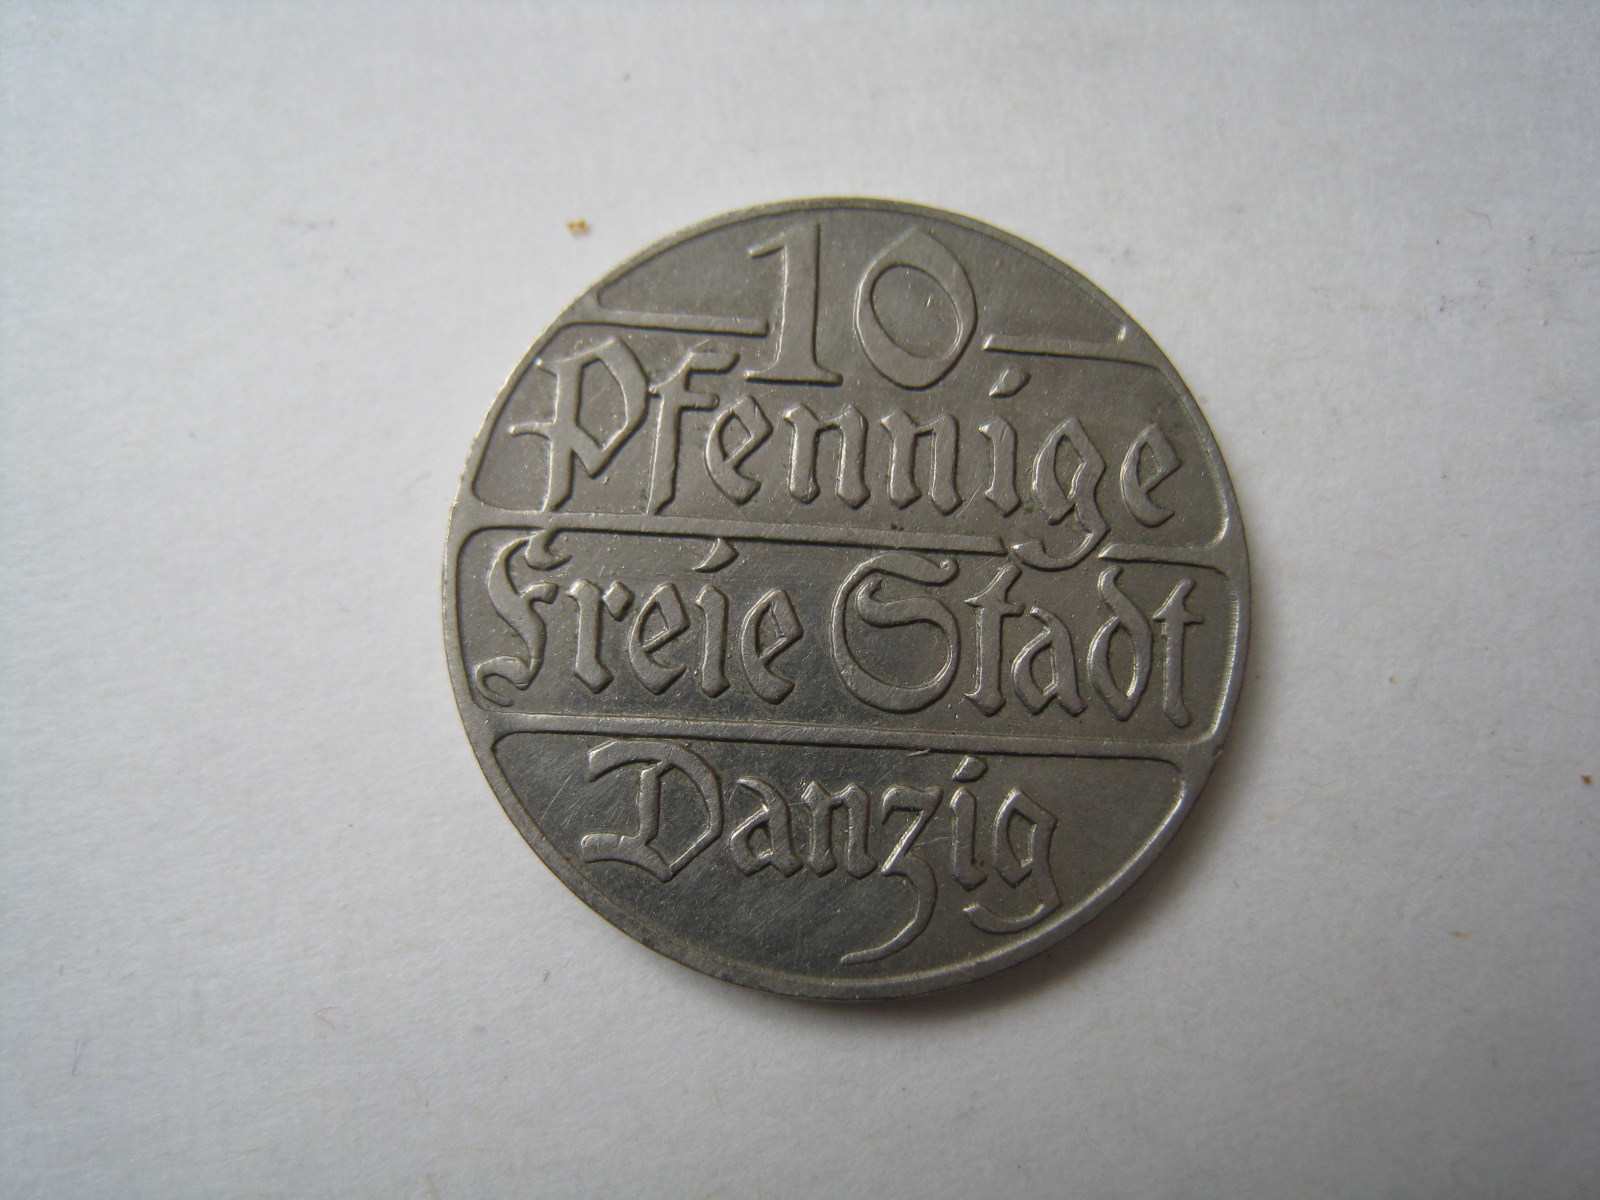 10
Pfennige
Freie Stadt
Danzig